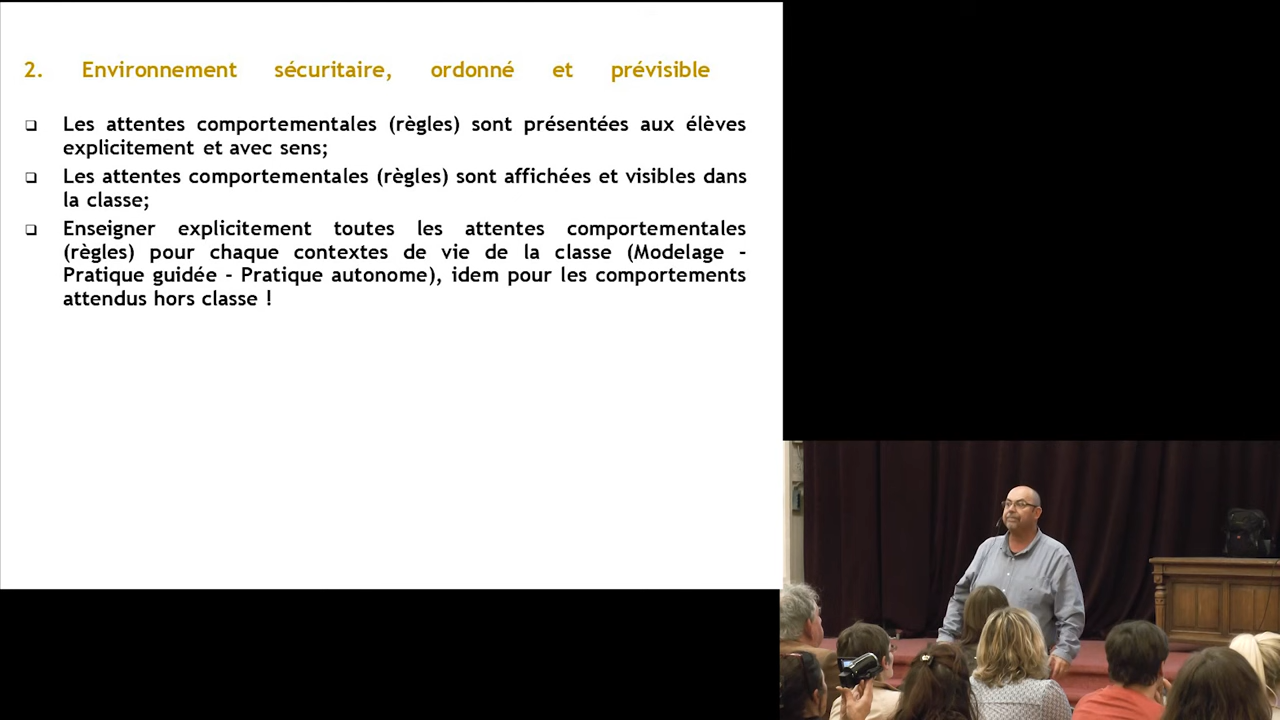 2. Environnement sécuritaire, ordonné et prévisible
Les attentes comportementales (règles) sont présentées aux élèves
explicitement et avec sens;
Les attentes comportementales (règles) sont affichées et visibles dans
la classe;
Enseigner explicitement toutes les attentes comportementales
(règles) pour chaque contextes de vie de la classe (Modelage -
Pratique guidée - Pratique autonome), idem pour les comportements
attendus hors classe !